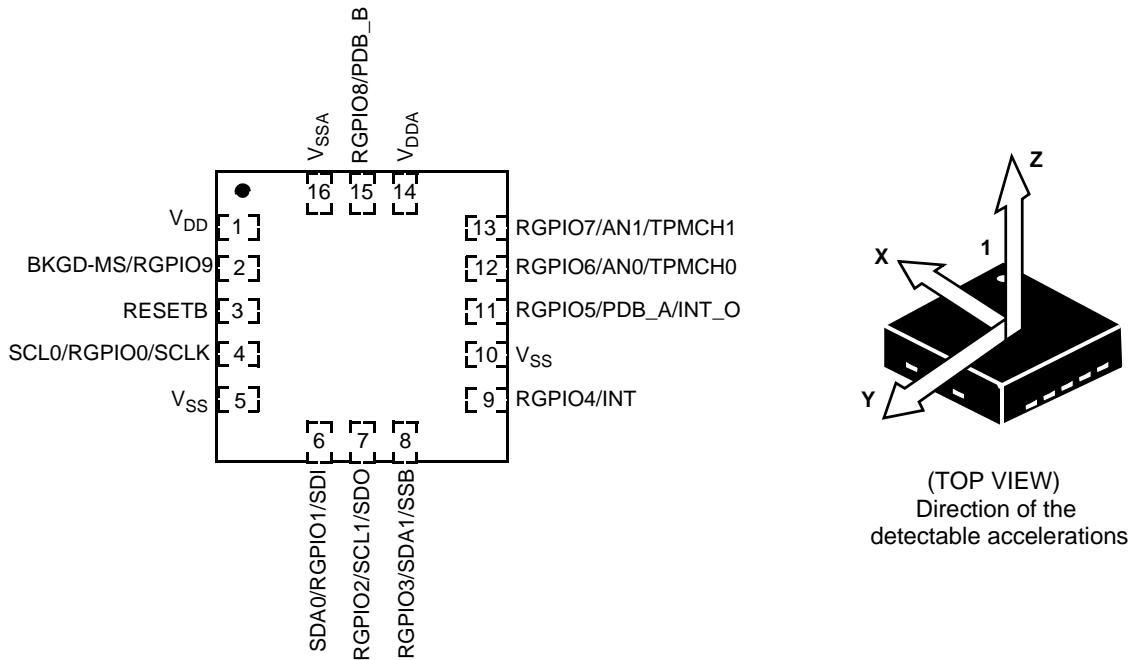 RGPIO8/PDB_B
VSSA
VDDA
16
15
14
VDD
1
BKGD-MS/RGPIO9
2
RESETB
3
SCL0/RGPIO0/SCLK
4
VSS
5
13
RGPIO7/AN1/TPMCH1
12
RGPIO6/AN0/TPMCH0
11
RGPIO5/PDB_A/INT_O
10
VSS
9
RGPIO4/INT
6
7
8
SDA0/RGPIO1/SDI
RGPIO2/SCL1/SDO
RGPIO3/SDA1/SSB
Z
1
X
Y
(TOP VIEW)
Direction of the
detectable accelerations